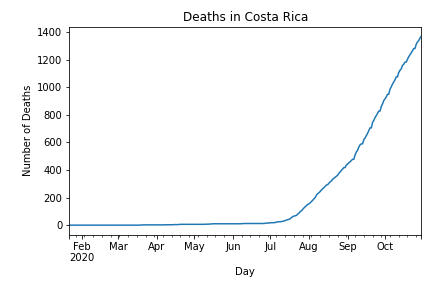 Deaths in Costa Rica
1400
1200
1000
800
600
400
200
0
Number of Deaths
Feb Mar Apr May Jun Jul Aug Sep Oct
2020
Day